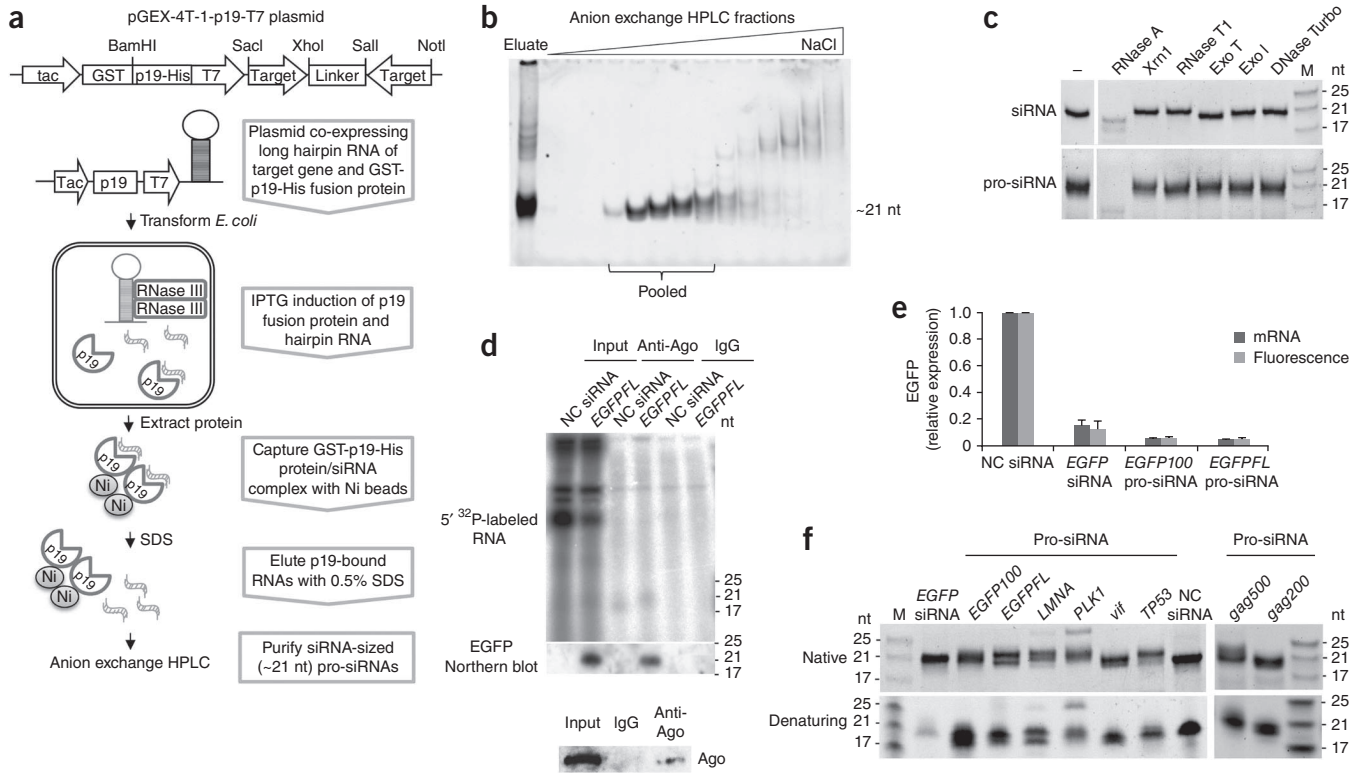 a
pGEX-4T-1-p19-T7 plasmid
BamHI SacI XhoI SalI NotI
tac GST p19-His T7 Target Linker Target
Plasmid co-expressing
long hairpin RNA of
target gene and GST-
p19-His fusion protein
Tac p19 T7
Transform E. coli
RNase III
RNase III
p19
p19
IPTG induction of p19
fusion protein and
hairpin RNA
Extract protein
p19
p19
Ni
Ni
Capture GST-p19-His
protein/siRNA
complex with Ni beads
SDS
p19
p19
Ni
Ni
Elute p19-bound
RNAs with 0.5% SDS
Anion exchange HPLC
Purify siRNA-sized
(~21 nt) pro-siRNAs
b
Anion exchange HPLC fractions
Eluate NaCl
~21 nt
Pooled
c
– RNase A Xrn1 RNase T1 Exo T Exo I DNase Turbo M nt
siRNA
25
21
17
pro-siRNA
25
21
17
d
Input Anti-Ago IgG
NC siRNA EGFPFL NC siRNA EGFPFL NC siRNA EGFPFL nt
5′ 32P-labeled
RNA
25
21
17
EGFP
Northern blot
25
21
17
Input IgG Anti-
Ago
Ago
e
EGFP
(relative expression)
1.0
0.8
0.6
0.4
0.2
0
mRNA
Fluorescence
NC siRNA EGFP
siRNA EGFP100
pro-siRNA EGFPFL
pro-siRNA
f
Pro-siRNA Pro-siRNA
nt M EGFP
siRNA EGFP100 EGFPFL LMNA PLK1 vif TP53 NC
siRNA gag500 gag200 M nt
Native
25
21
17
25
21
17
Denaturing
25
21
17
25
21
17